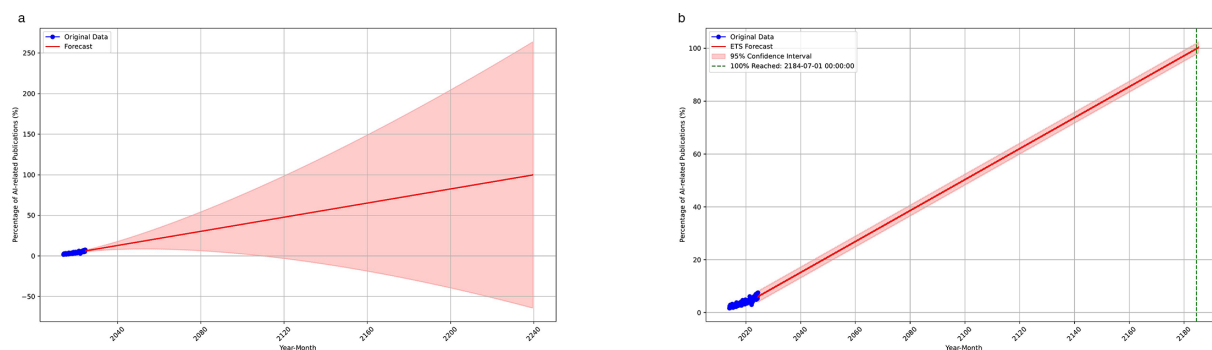 a
Original Data
Forecast
250
200
150
100
50
0
−50
Percentage of AI-related Publications (%)
2040
2080
2120
2160
2200
2240
Year-Month
b
Original Data
ETS Forecast
95% Confidence Interval
100% Reached: 2184-07-01 00:00:00
100
80
60
40
20
0
Percentage of AI-related Publications (%)
2020
2040
2060
2080
2100
2120
2140
2160
2180
Year-Month